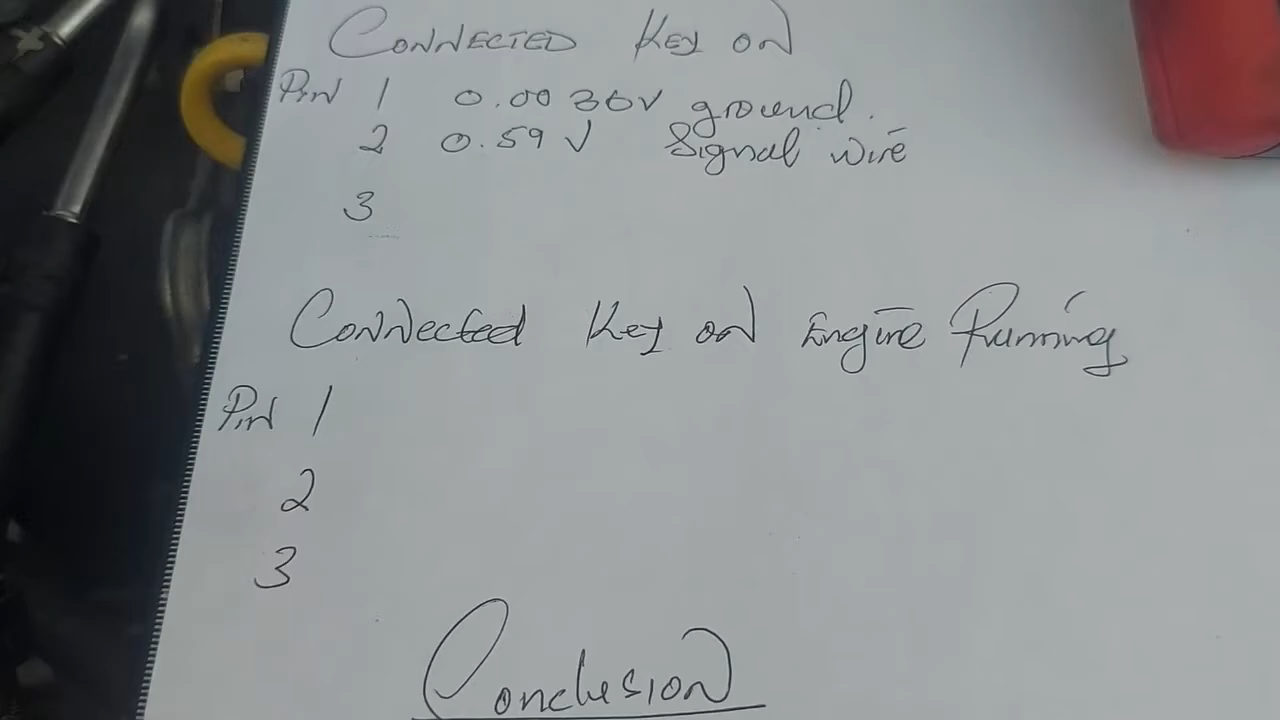 CONNECTED Key ON
PIN 1 0.0036V ground.
2 0.59 V Signal wire
3
Connected Key on Engine Running
PIN 1
2
3
Conclusion